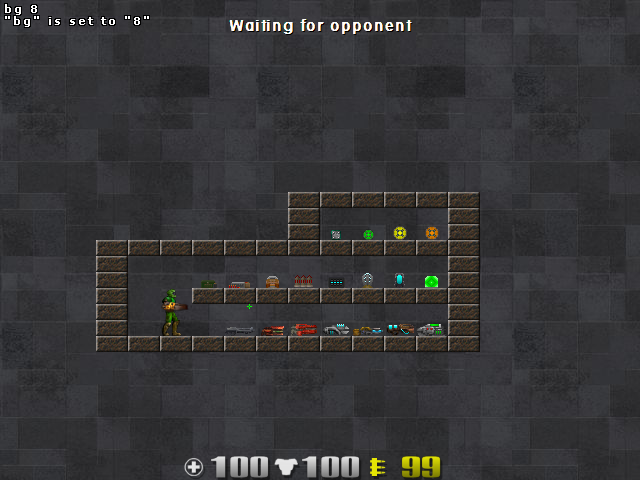 bg 8
"bg" is set to "8"
Waiting for opponent
100 100 99